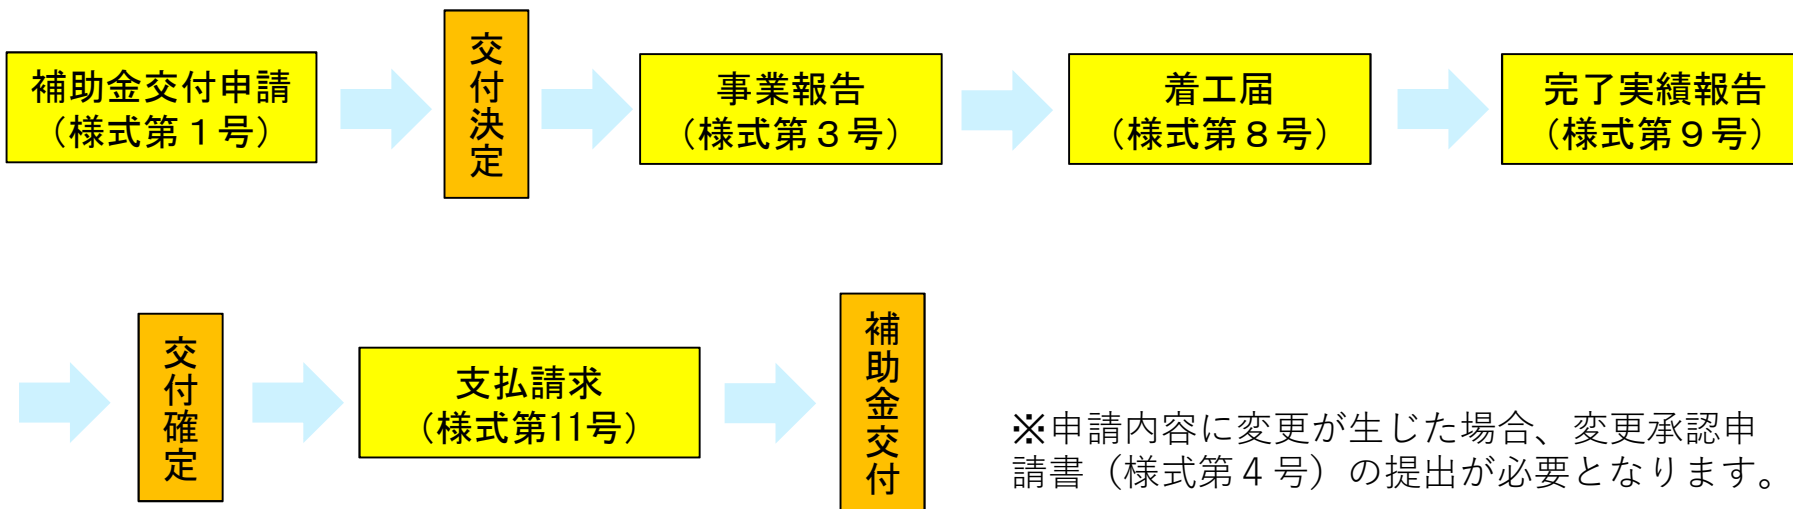 補助金交付申請
（様式第１号）
交付決定
事業報告
（様式第３号）
着工届
（様式第８号）
完了実績報告
（様式第９号）
交付確定
支払請求
（様式第11号）
補助金交付
※申請内容に変更が生じた場合、変更承認申
請書（様式第４号）の提出が必要となります。